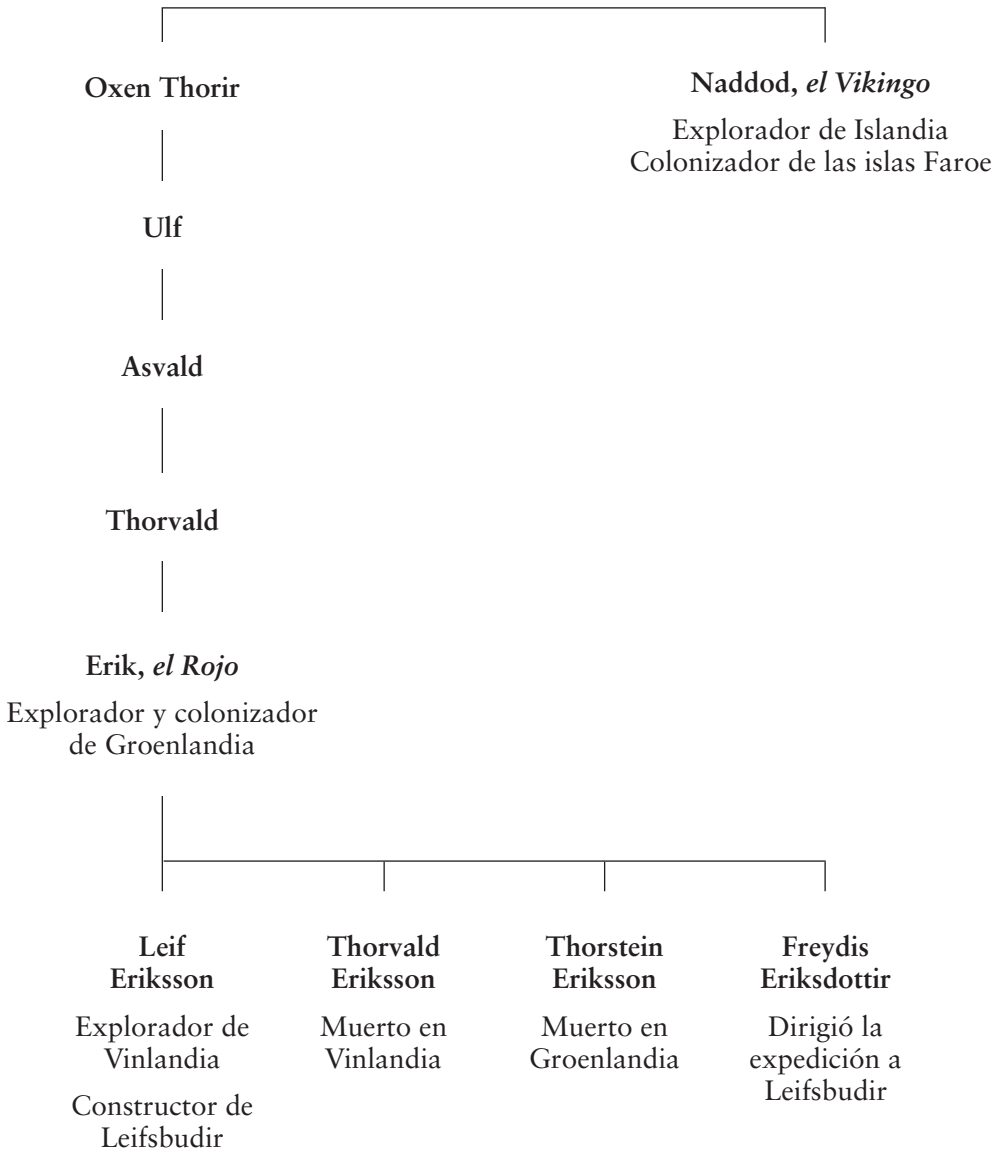 Oxen Thorir
Naddod, el Vikingo
Explorador de Islandia
Colonizador de las islas Faroe
Ulf
Asvald
Thorvald
Erik, el Rojo
Explorador y colonizador
de Groenlandia
Leif
Eriksson
Explorador de
Vinlandia
Constructor de
Leifsbudir
Thorvald
Eriksson
Muerto en
Vinlandia
Thorstein
Eriksson
Muerto en
Groenlandia
Freydis
Eriksdottir
Dirigió la
expedición a
Leifsbudir